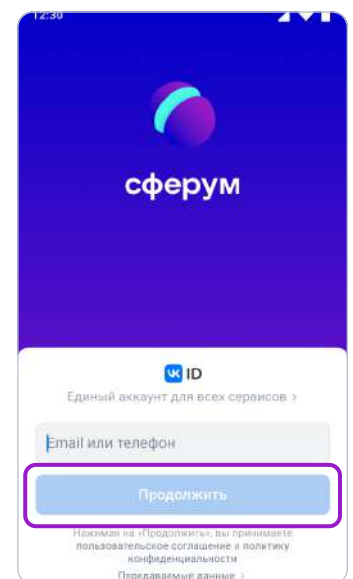 12:30
сферум
VK ID
Единый аккаунт для всех сервисов >
Email или телефон
Продолжить
Нажимая на «Продолжить», вы принимаете
пользовательское соглашение и политику
конфиденциальности
Передаваемые данные >